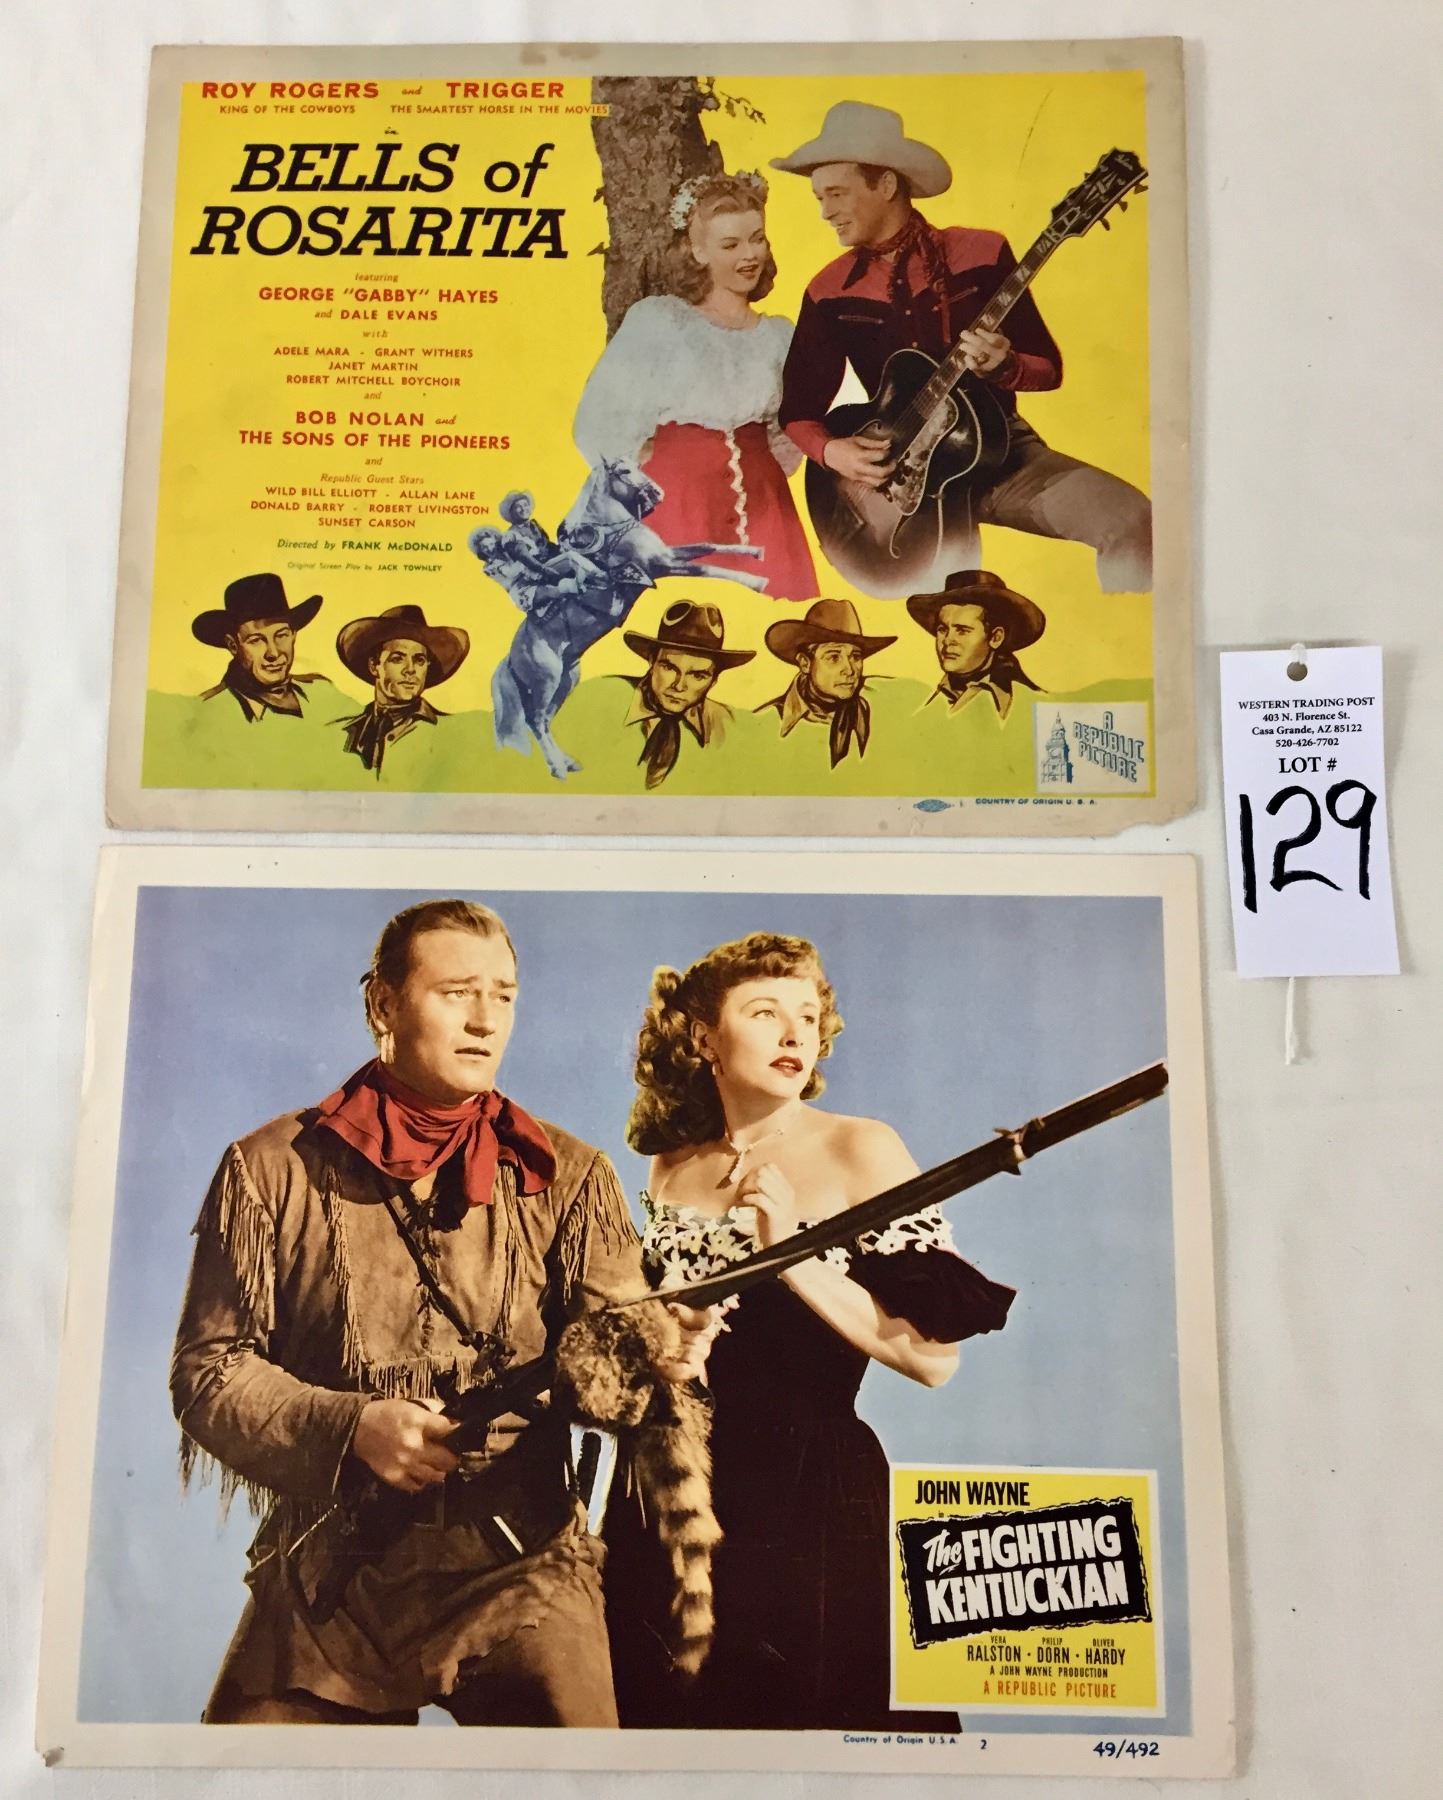 ROY ROGERS and TRIGGER
KING OF THE COWBOYS THE SMARTEST HORSE IN THE MOVIES
in
BELLS of
ROSARITA
featuring
GEORGE "GABBY" HAYES
and DALE EVANS
with
ADELE MARA - GRANT WITHERS
JANET MARTIN
ROBERT MITCHELL BOYCHOIR
and
BOB NOLAN and
THE SONS OF THE PIONEERS
and
Republic Guest Stars
WILD BILL ELLIOTT - ALLAN LANE
DONALD BARRY - ROBERT LIVINGSTON
SUNSET CARSON
Directed by FRANK McDONALD
Original Screen Play by JACK TOWNLEY
A
REPUBLIC
PICTURE
COUNTRY OF ORIGIN U. S. A.
WESTERN TRADING POST
403 N. Florence St.
Casa Grande, AZ 85122
520-426-7702
LOT #
129
JOHN WAYNE
in
The FIGHTING
KENTUCKIAN
VERA PHILIP OLIVER
RALSTON · DORN · HARDY
A JOHN WAYNE PRODUCTION
A REPUBLIC PICTURE
Country of Origin U.S.A. 2 49/492